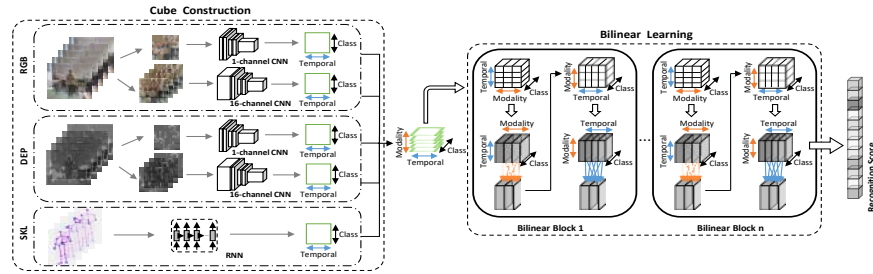 Cube Construction
RGB
1-channel CNN
Class
Temporal
16-channel CNN
Class
Temporal
DEP
1-channel CNN
Class
Temporal
16-channel CNN
Class
Temporal
SKL
RNN
Class
Temporal
Modality
Class
Temporal
Bilinear Learning
Temporal
Class
Modality
Modality
Temporal
Class
Modality
Class
Temporal
Temporal
Modality
Class
Bilinear Block 1
...
Temporal
Class
Modality
Modality
Temporal
Class
Modality
Class
Temporal
Temporal
Modality
Class
Bilinear Block n
Recognition Score